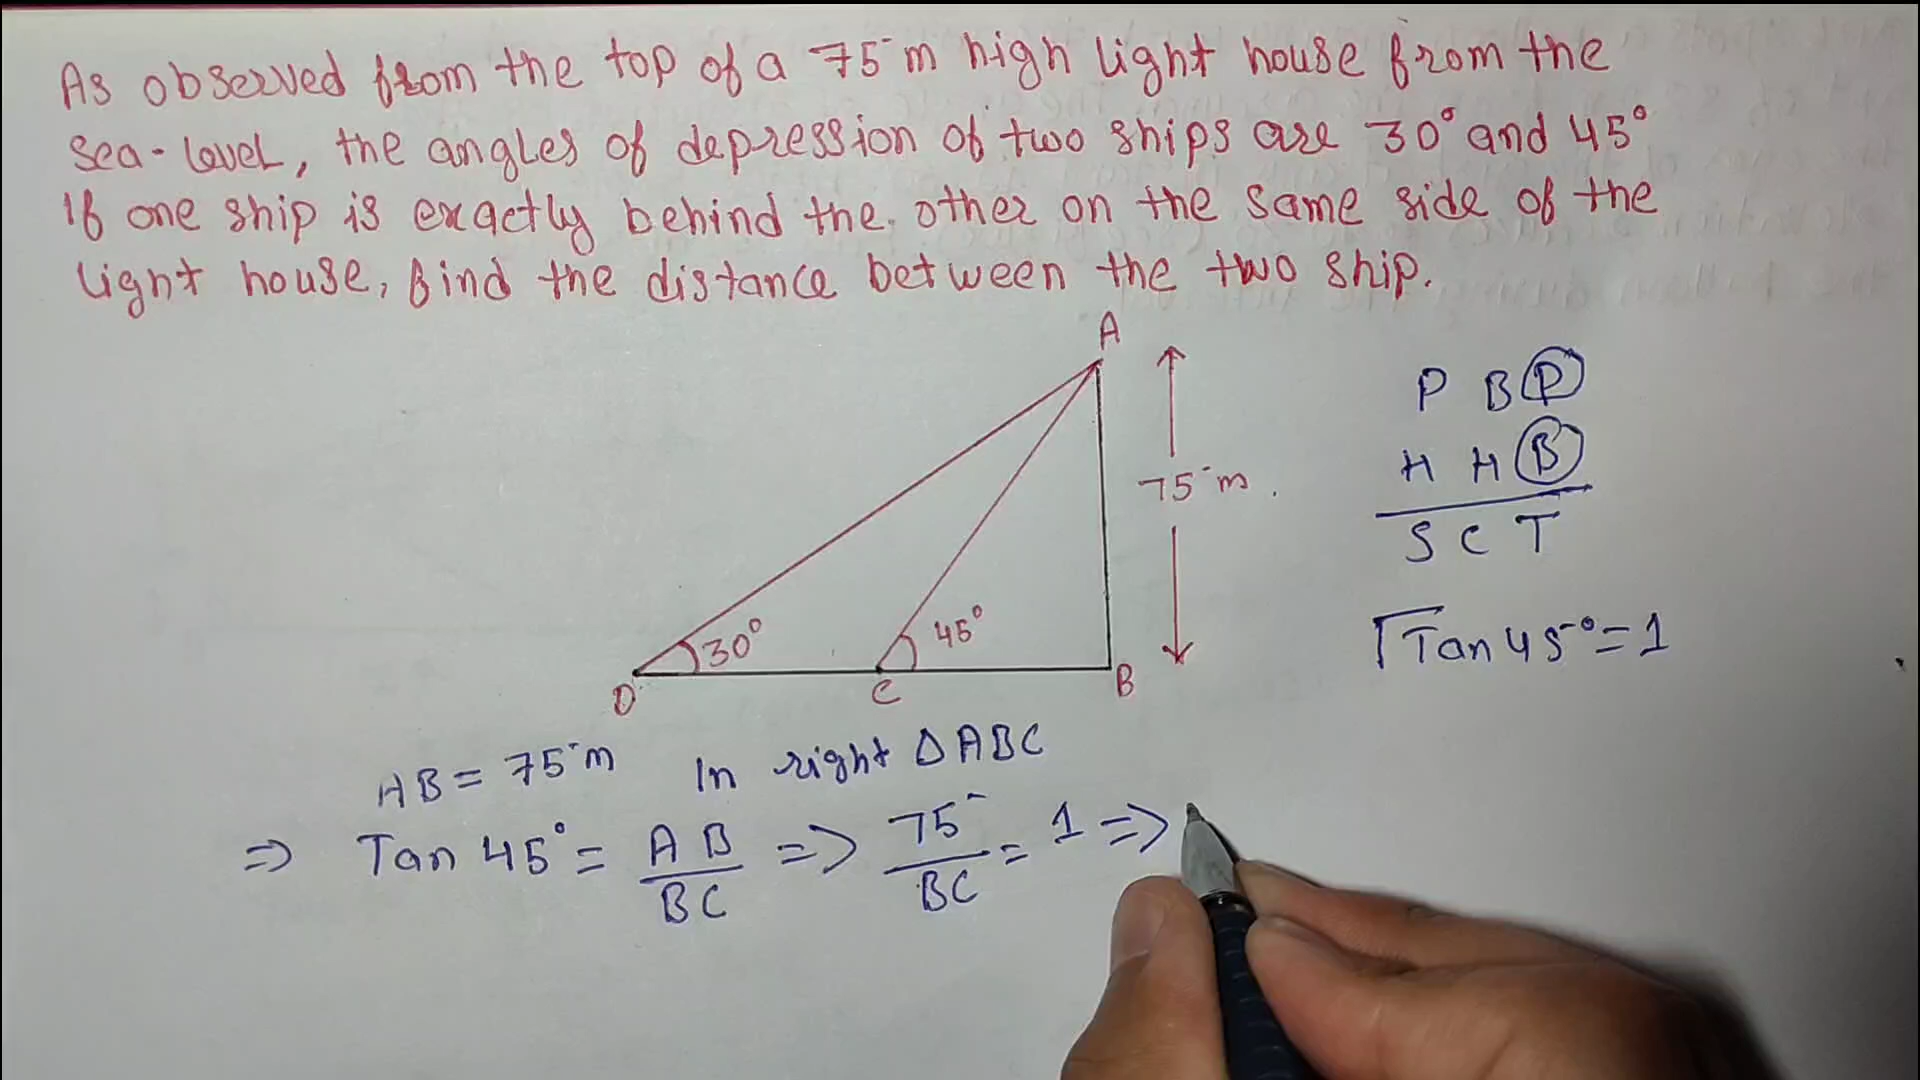 As observed from the top of a 75 m high light house from the
sea-level, the angles of depression of two ships are 30° and 45°
If one ship is exactly behind the other on the same side of the
light house, find the distance between the two ship.
A
P B P
H H B
S C T
75 m.
Tan 45° = 1
30°
45°
D
C
B
AB = 75 m In right Δ ABC
⇒ Tan 45° = AB/BC ⇒ 75/BC = 1 ⇒